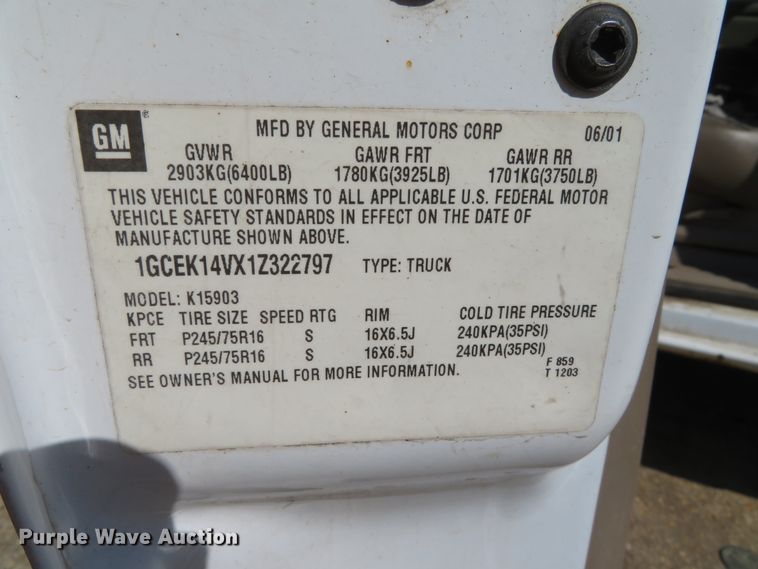 GM®
MFD BY GENERAL MOTORS CORP 06/01
GVWR GAWR FRT GAWR RR
2903KG(6400LB) 1780KG(3925LB) 1701KG(3750LB)
THIS VEHICLE CONFORMS TO ALL APPLICABLE U.S. FEDERAL MOTOR
VEHICLE SAFETY STANDARDS IN EFFECT ON THE DATE OF
MANUFACTURE SHOWN ABOVE.
1GCEK14VX1Z322797 TYPE: TRUCK
MODEL: K15903
KPCE TIRE SIZE SPEED RTG RIM COLD TIRE PRESSURE
FRT P245/75R16 S 16X6.5J 240KPA(35PSI)
RR P245/75R16 S 16X6.5J 240KPA(35PSI)
SEE OWNER'S MANUAL FOR MORE INFORMATION.
F 859
T 1203
Purple Wave Auction